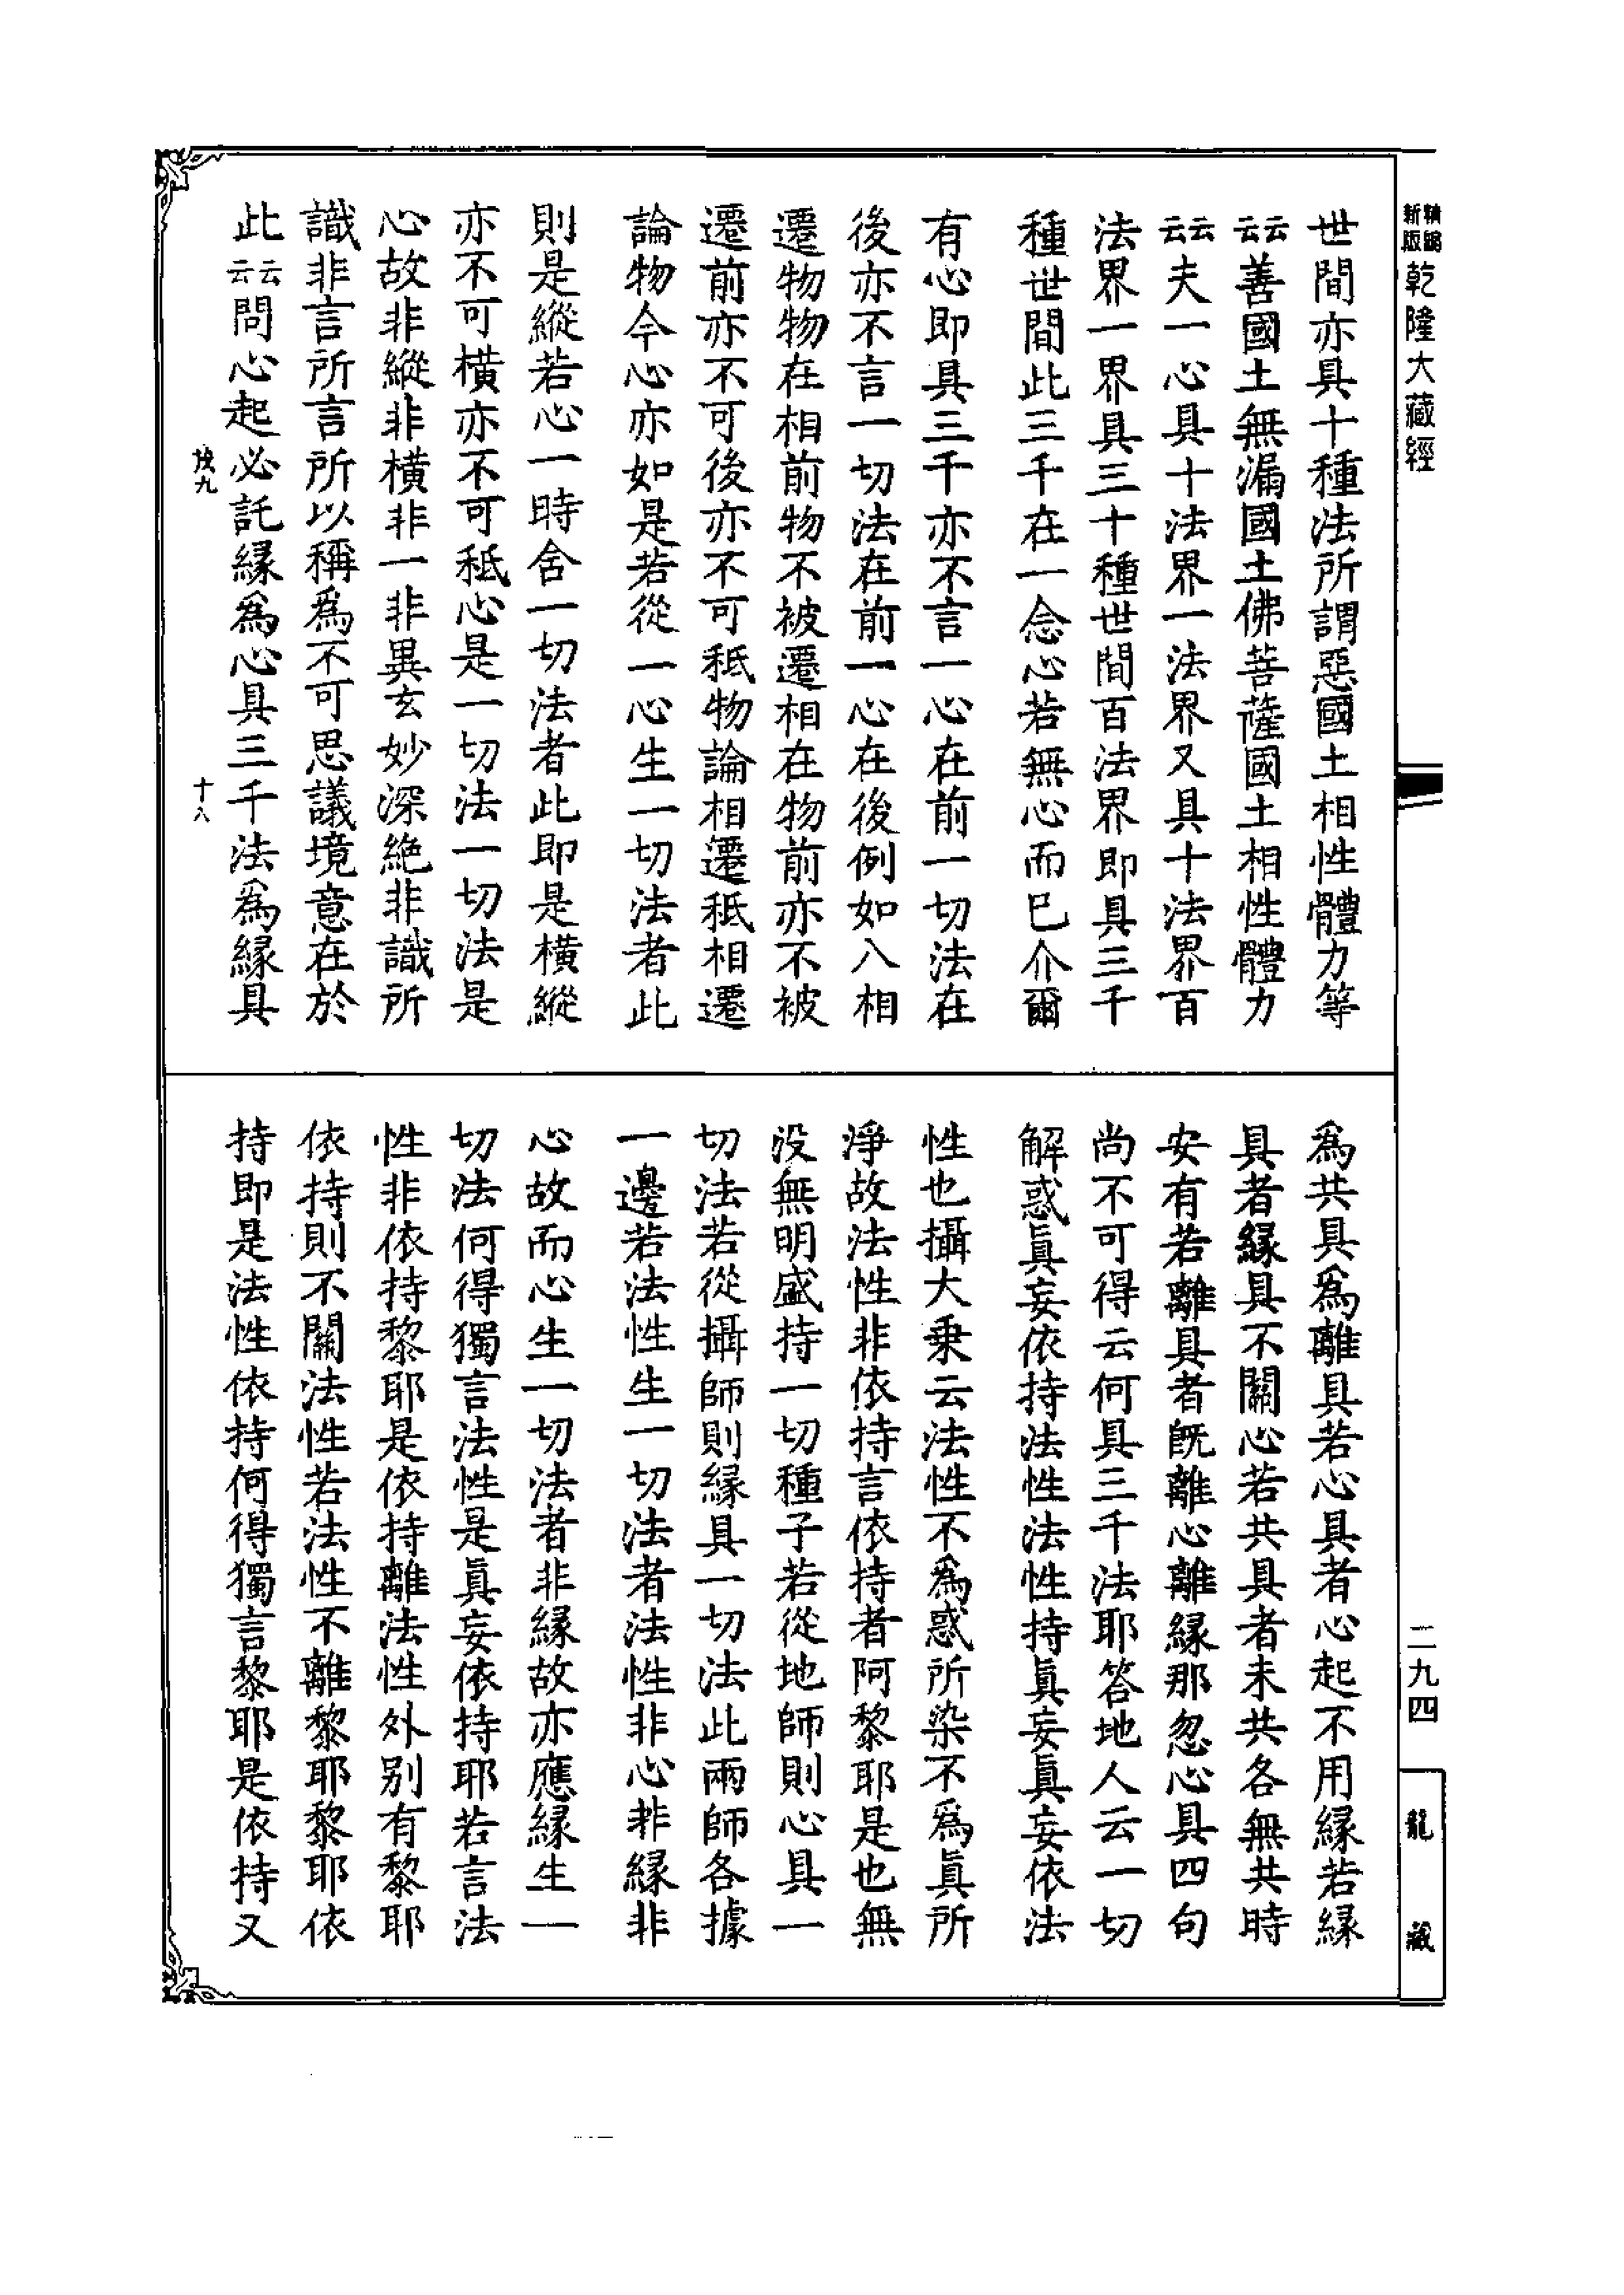 新編
新版
乾隆大藏經
世間亦具十種法所謂惡國土相性體力等
云云善國土無漏國土佛菩薩國土相性體力
云云夫一心具十法界一法界又具十法界百
法界一界具三十種世間百法界即具三千
種世間此三千在一念心若無心而已介爾
有心即具三千亦不言一心在前一切法在
後亦不言一切法在前一心在後例如八相
遷物物在相前物不被遷相在物前亦不被
遷前亦不可後亦不可秖物論相遷秖相遷
論物今心亦如是若從一心生一切法者此
則是縱若心一時含一切法者此即是橫縱
亦不可橫亦不可秖心是一切法一切法是
心故非縱非橫非一非異玄妙深絶非識所
識非言所言所以稱爲不可思議境意在於
此云云問心起必託緣爲心具三千法爲緣具
茂九
十八
爲共具爲離具若心具者心起不用緣若緣
具者緣具不關心若共具者未共各無共時
安有若離具者旣離心離緣那忽心具四句
尚不可得云何具三千法耶答地人云一切
解惑眞妄依持法性法性持眞妄眞妄依法
性也攝大乘云法性不爲惑所染不爲眞所
淨故法性非依持言依持者阿黎耶是也無
没無明盛持一切種子若從地師則心具一
切法若從攝師則緣具一切法此兩師各據
一邊若法性生一切法者法性非心非緣非
心故而心生一切法者非緣故亦應緣生一
切法何得獨言法性是眞妄依持耶若言法
性非依持黎耶是依持離法性外別有黎耶
依持則不關法性若法性不離黎耶黎耶依
持即是法性依持何得獨言黎耶是依持又
二九四
龍藏